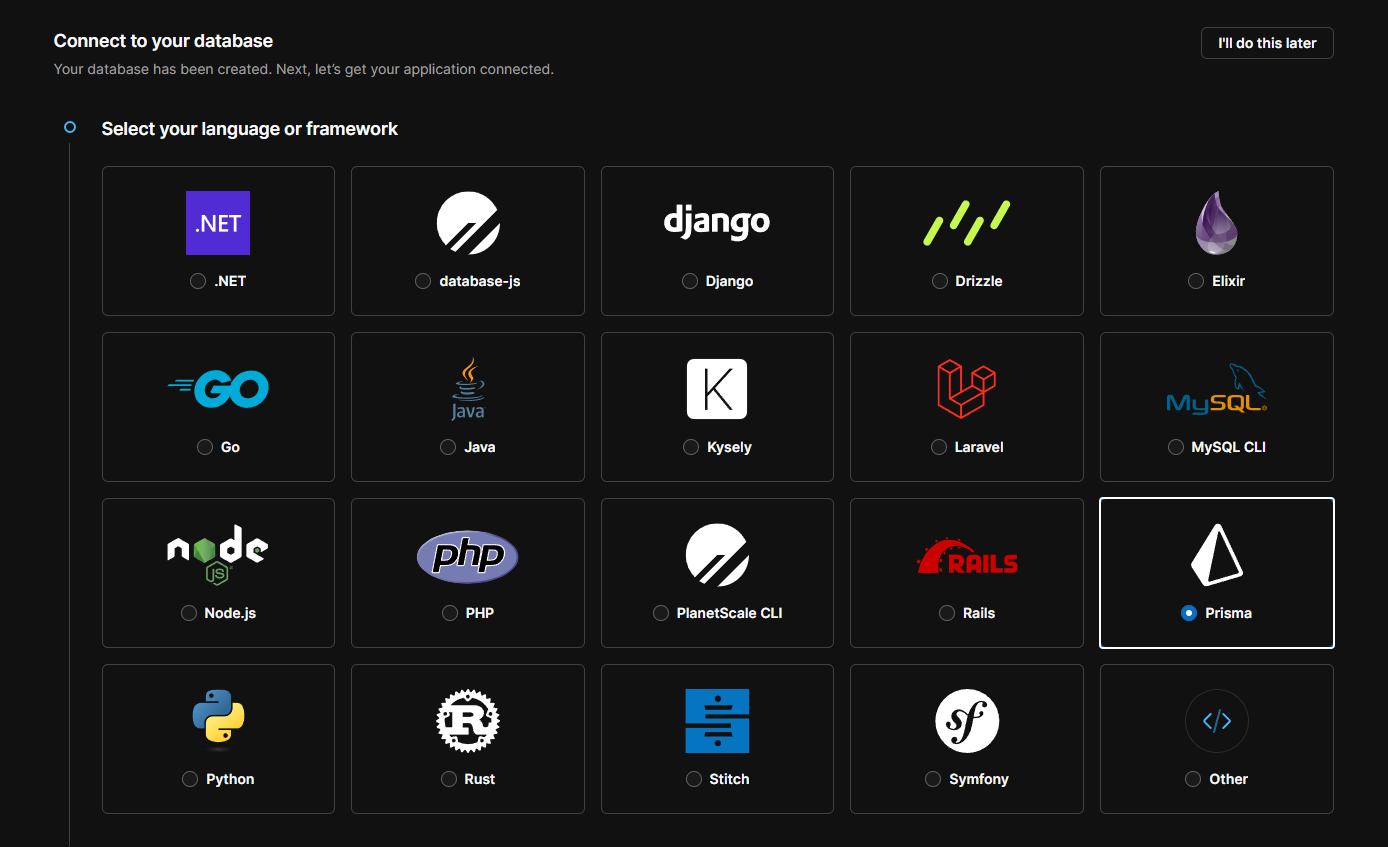 Connect to your database
I'll do this later
Your database has been created. Next, let's get your application connected.
Select your language or framework
.NET
django
.NET
database-js
Django
Drizzle
Elixir
GO
Java
K
MySQL
Go
Java
Kysely
Laravel
MySQL CLI
node
JS
php
RAILS
Node.js
PHP
PlanetScale CLI
Rails
Prisma
R
sf
</>
Python
Rust
Stitch
Symfony
Other